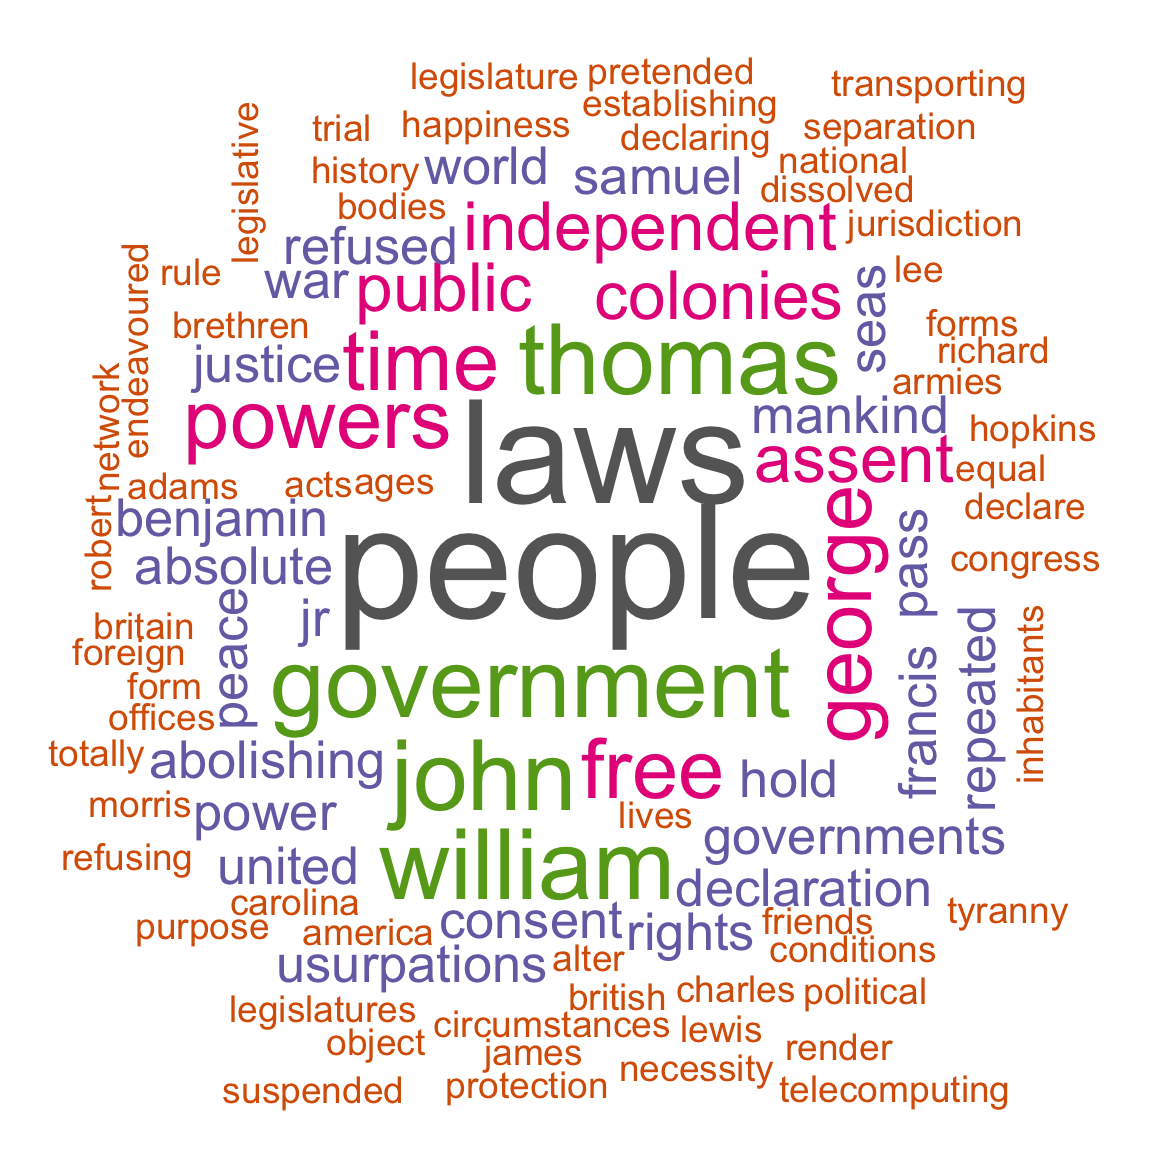 legislature
pretended
transporting
establishing
legislative
trial
happiness
declaring
separation
history
world
samuel
national
dissolved
bodies
independent
jurisdiction
refused
endeavoured
rule
war
public
colonies
seas
lee
brethren
forms
justice
time
thomas
richard
armies
network
powers
laws
mankind
hopkins
assent
equal
adams
acts
ages
george
declare
robert
benjamin
people
pass
absolute
congress
peace
jr
britain
foreign
government
francis
repeated
inhabitants
form
offices
totally
abolishing
john
free
hold
morris
power
lives
governments
refusing
united
william
declaration
carolina
purpose
america
consent
rights
friends
tyranny
usurpations
alter
conditions
british
charles
political
legislatures
circumstances
lewis
object
james
render
necessity
suspended
protection
telecomputing